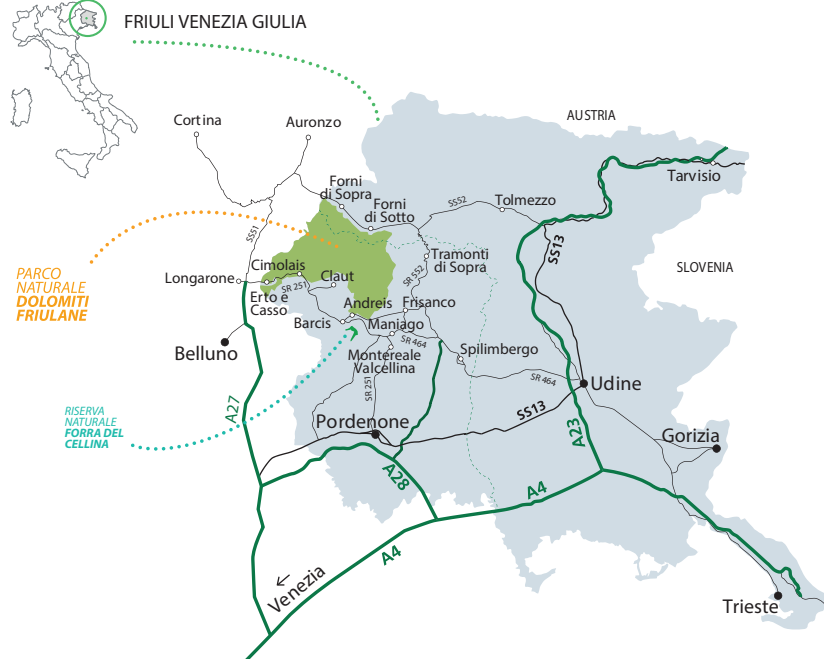 FRIULI VENEZIA GIULIA
AUSTRIA
Cortina
Auronzo
Tarvisio
Forni
di Sopra
Forni
di Sotto
SS52
Tolmezzo
SS51
SS13
SLOVENIA
PARCO
NATURALE
DOLOMITI
FRIULANE
Longarone
Cimolais
Claut
SR 251
Erto e
Casso
Tramonti
di Sopra
SR 552
Andreis
Frisanco
Barcis
Maniago
SR 464
Montereale
Valcellina
Spilimbergo
Belluno
SR 251
SR 464
Udine
RISERVA
NATURALE
FORRA DEL
CELLINA
A27
Pordenone
SS13
A23
Gorizia
A28
A4
A4
Venezia
Trieste